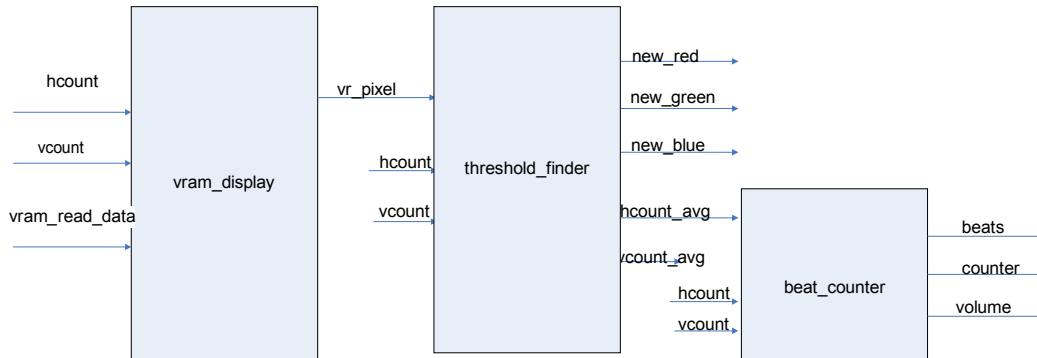 hcount
vcount
vram_read_data
vram_display
vr_pixel
hcount
vcount
threshold_finder
new_red
new_green
new_blue
hcount_avg
vcount_avg
hcount
vcount
beat_counter
beats
counter
volume